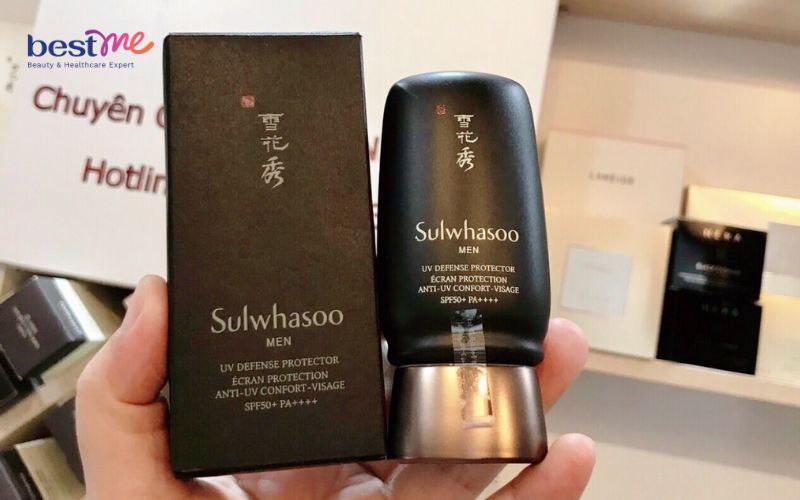 bestme
Beauty & Healthcare Expert
Chuyên
Hotlin
雪花秀
Sulwhasoo
MEN
UV DEFENSE PROTECTOR
ÉCRAN PROTECTION
ANTI-UV CONFORT-VISAGE
SPF50+ PA++++
雪花秀
Sulwhasoo
MEN
UV DEFENSE PROTECTOR
ÉCRAN PROTECTION
ANTI-UV CONFORT-VISAGE
SPF50+ PA++++
LANEIGE
HERA
HERA